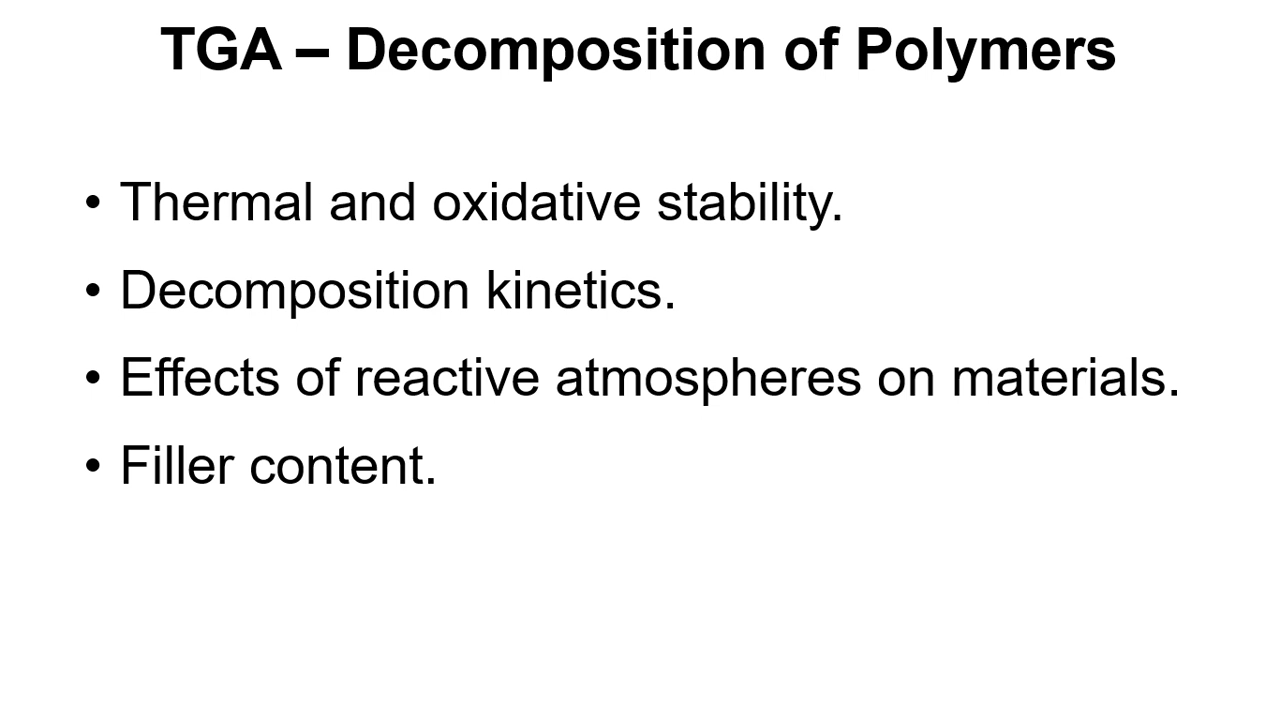 TGA – Decomposition of Polymers
• Thermal and oxidative stability.
• Decomposition kinetics.
• Effects of reactive atmospheres on materials.
• Filler content.